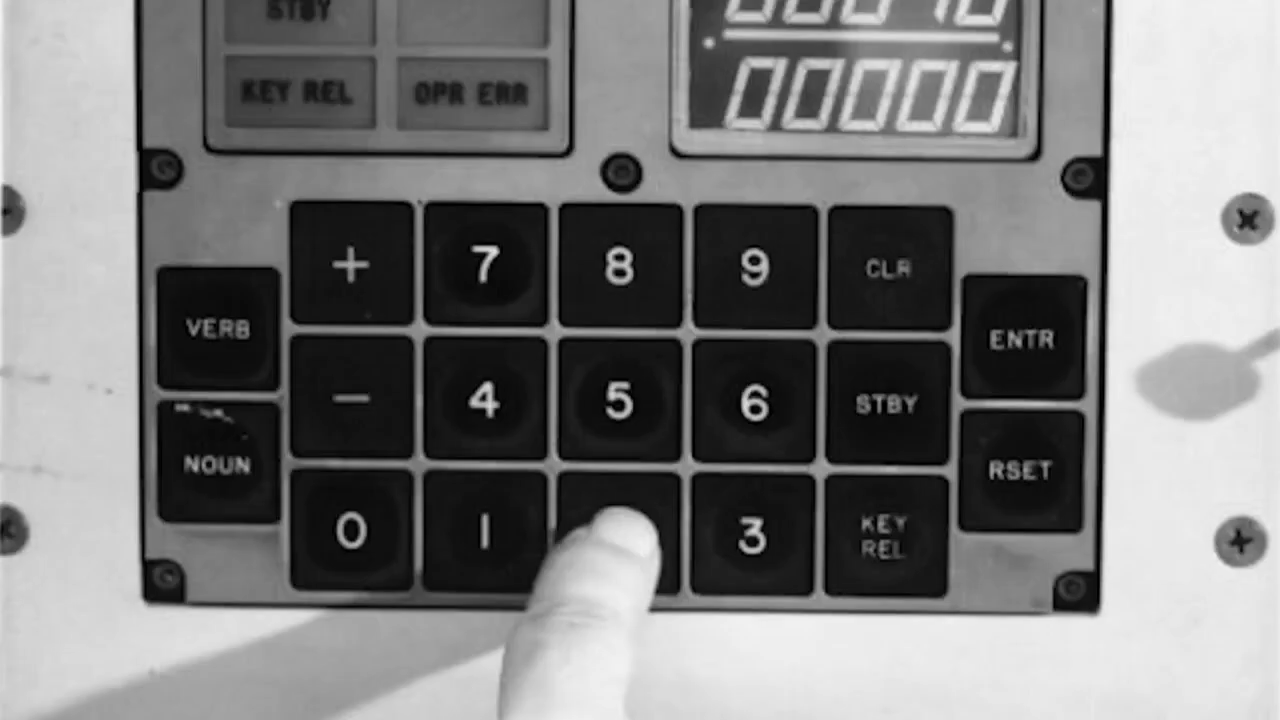 STBY
KEY REL OPR ERR
00000
+ 7 8 9 CLR
VERB ENTR
- 4 5 6 STBY
NOUN RSET
0 1 3 KEY
REL